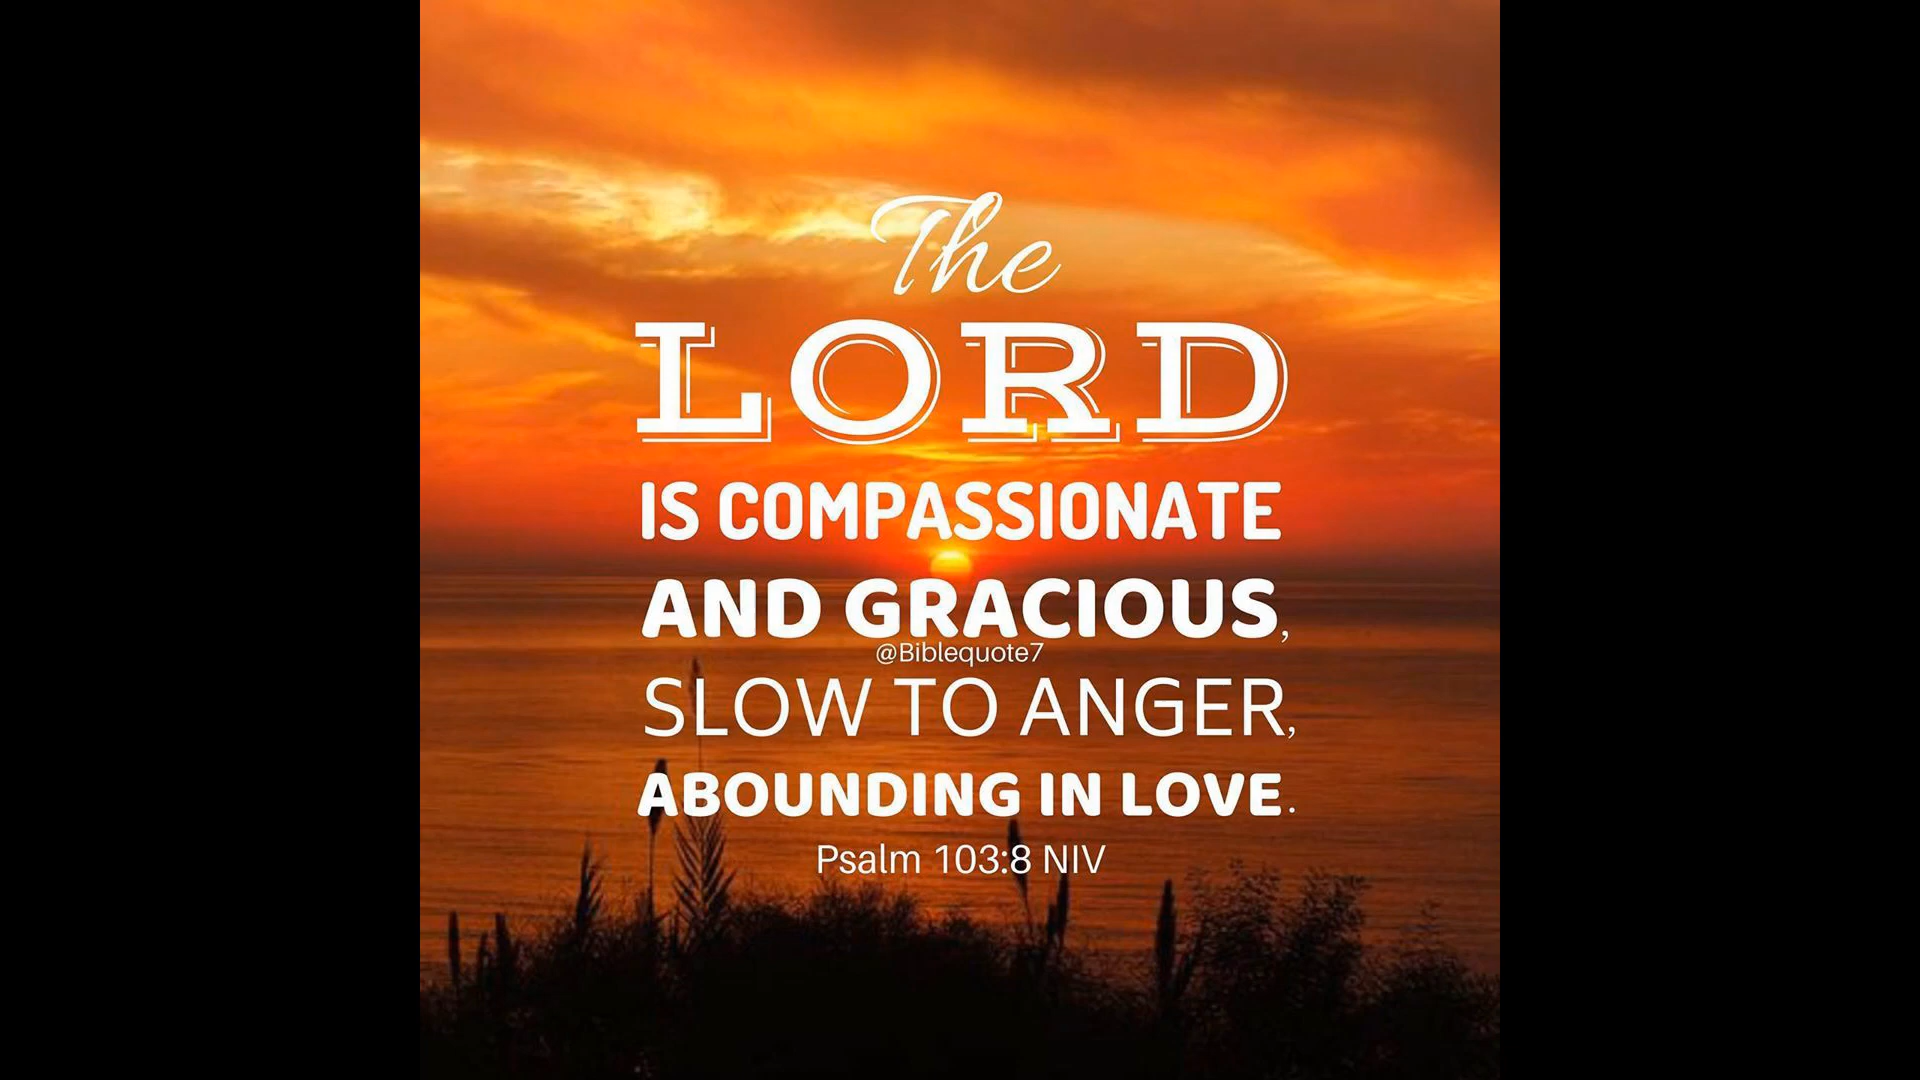 The
LORD
IS COMPASSIONATE
AND GRACIOUS,
@Biblequote7
SLOW TO ANGER,
ABOUNDING IN LOVE.
Psalm 103:8 NIV